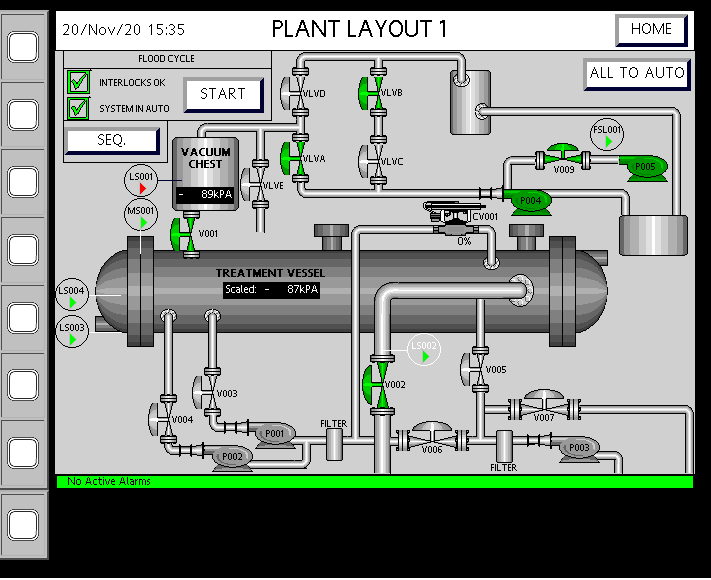 20/Nov/20 15:35
PLANT LAYOUT 1
HOME
FLOOD CYCLE
INTERLOCKS OK
SYSTEM IN AUTO
START
SEQ.
ALL TO AUTO
VLVD
VLVB
FSL001
VACUUM
CHEST
VLVA
VLVC
V009
P005
LS001
- 89kPA
VLVE
P004
MS001
V001
CV001
0%
TREATMENT VESSEL
Scaled: - 87kPA
LS004
LS003
LS002
V005
V002
V003
V004
V007
FILTER
P001
V006
P002
P003
FILTER
No Active Alarms